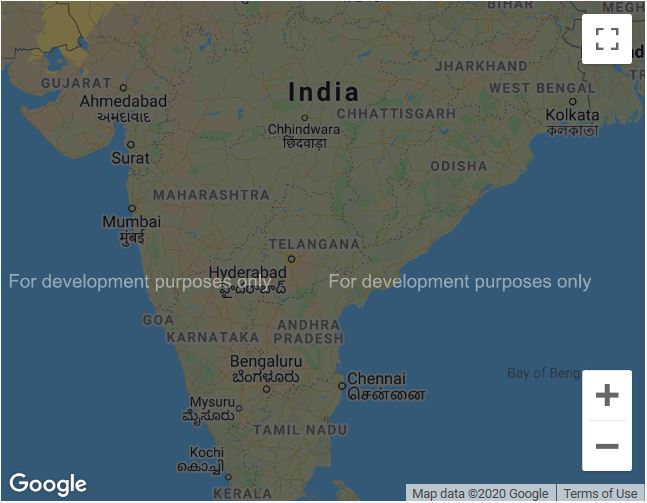 BIHAR
MEGH
GUJARAT
JHARKHAND
India
WEST BENGAL
Ahmedabad
અમદાવાદ
CHHATTISGARH
Kolkata
কলকাতা
Chhindwara
छिंदवाड़ा
Surat
ODISHA
MAHARASHTRA
Mumbai
मुंबई
TELANGANA
Hyderabad
హైదరాబాద్
For development purposes only
For development purposes only
GOA
KARNATAKA
ANDHRA
PRADESH
Bengaluru
ಬೆಂಗಳೂರು
Bay of Beng
Chennai
சென்னை
Mysuru
ಮೈಸೂರು
TAMIL NADU
Kochi
കൊച്ചി
KERALA
Google
Map data ©2020 Google
Terms of Use